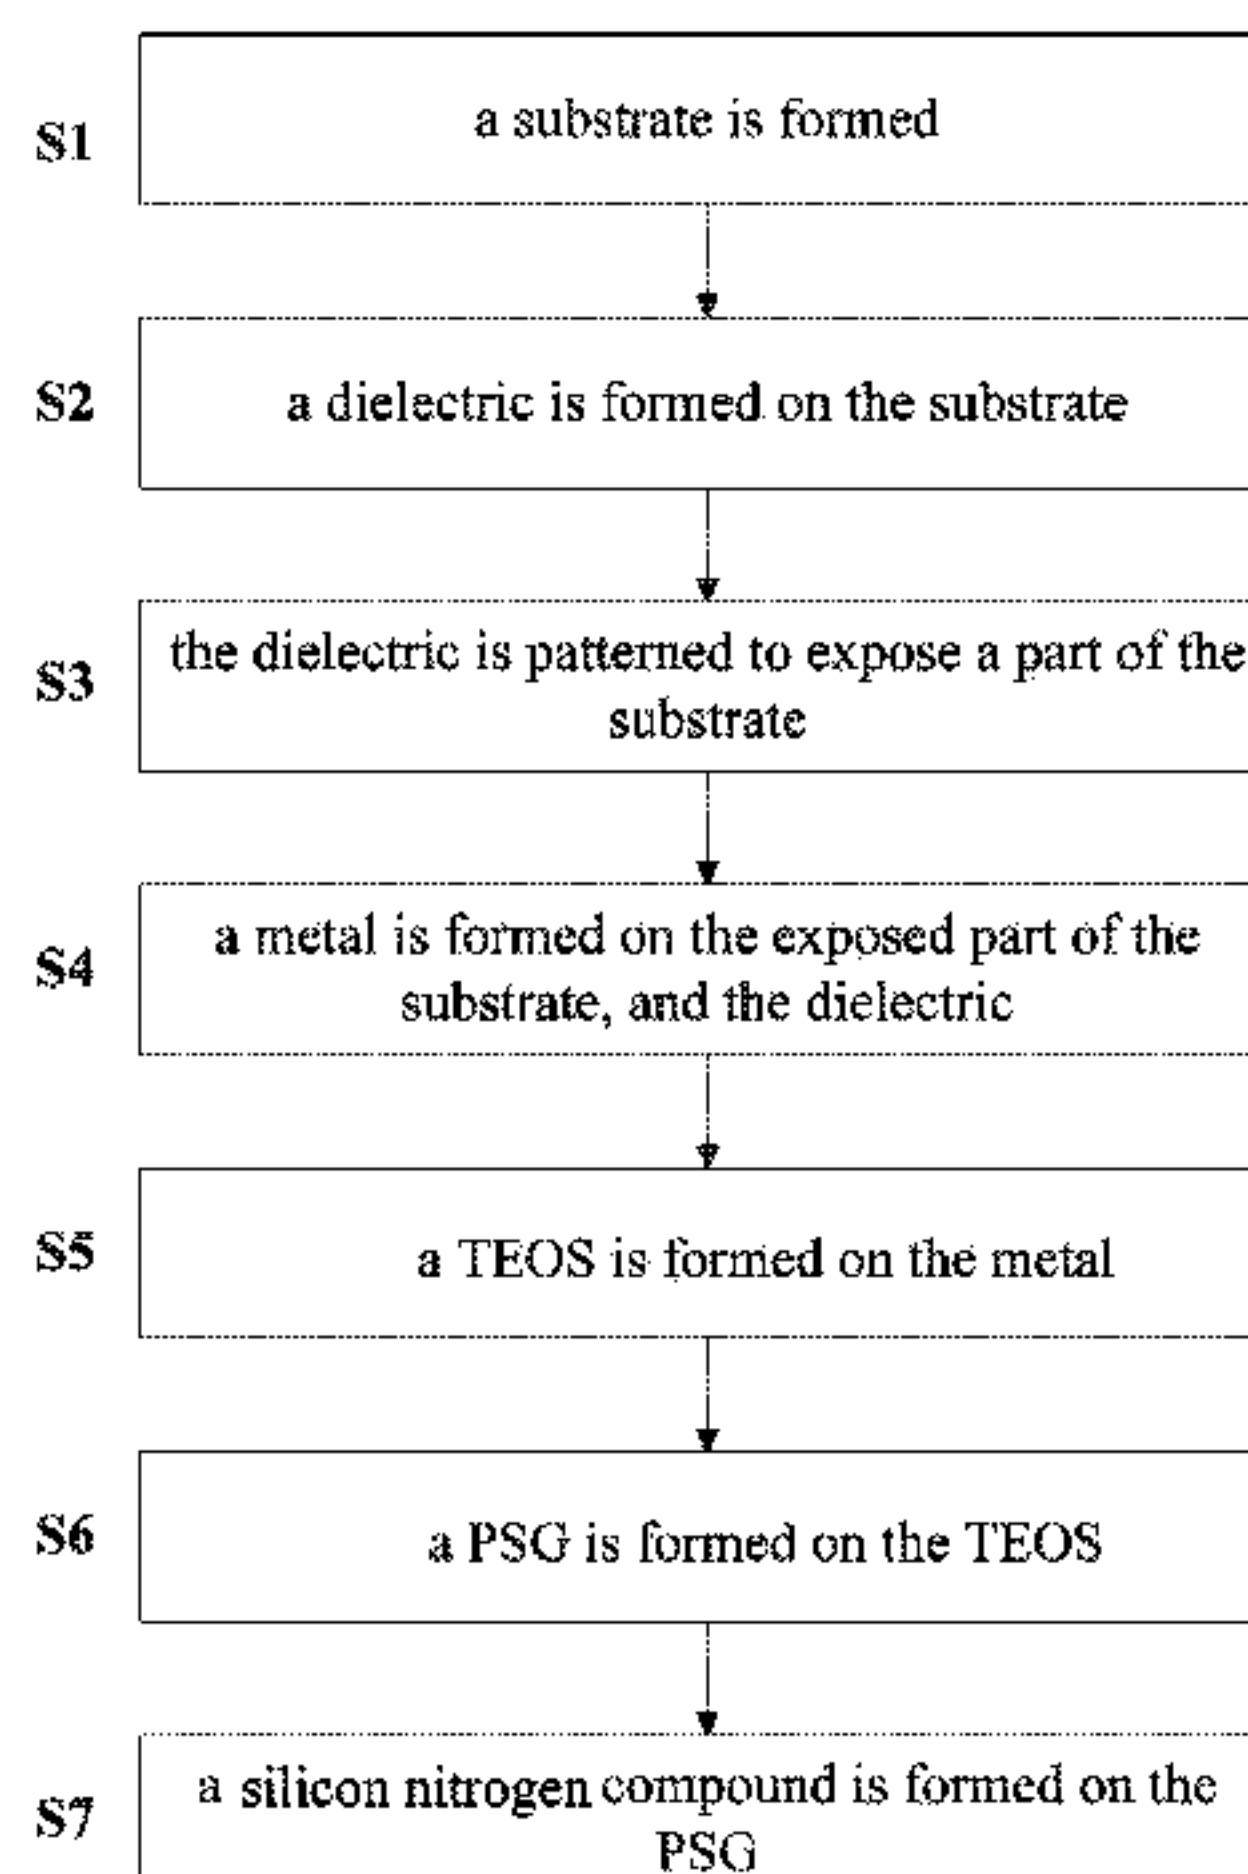 S1
a substrate is formed
S2
a dielectric is formed on the substrate
S3
the dielectric is patterned to expose a part of the
substrate
S4
a metal is formed on the exposed part of the
substrate, and the dielectric
S5
a TEOS is formed on the metal
S6
a PSG is formed on the TEOS
S7
a silicon nitrogen compound is formed on the
PSG